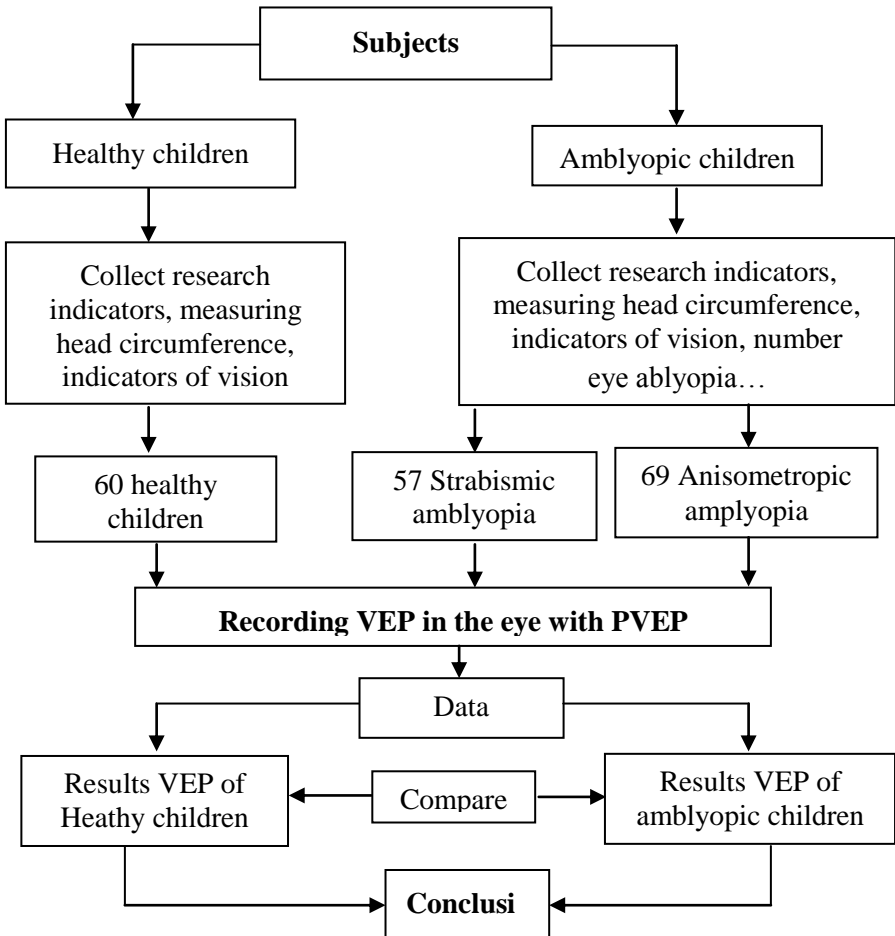 Subjects
Healthy children
Amblyopic children
Collect research
indicators, measuring
head circumference,
indicators of vision
Collect research indicators,
measuring head circumference,
indicators of vision, number
eye ablyopia…
60 healthy
children
57 Strabismic
amblyopia
69 Anisometropic
amplyopia
Recording VEP in the eye with PVEP
Data
Results VEP of
Heathy children
Compare
Results VEP of
amblyopic children
Conclusi